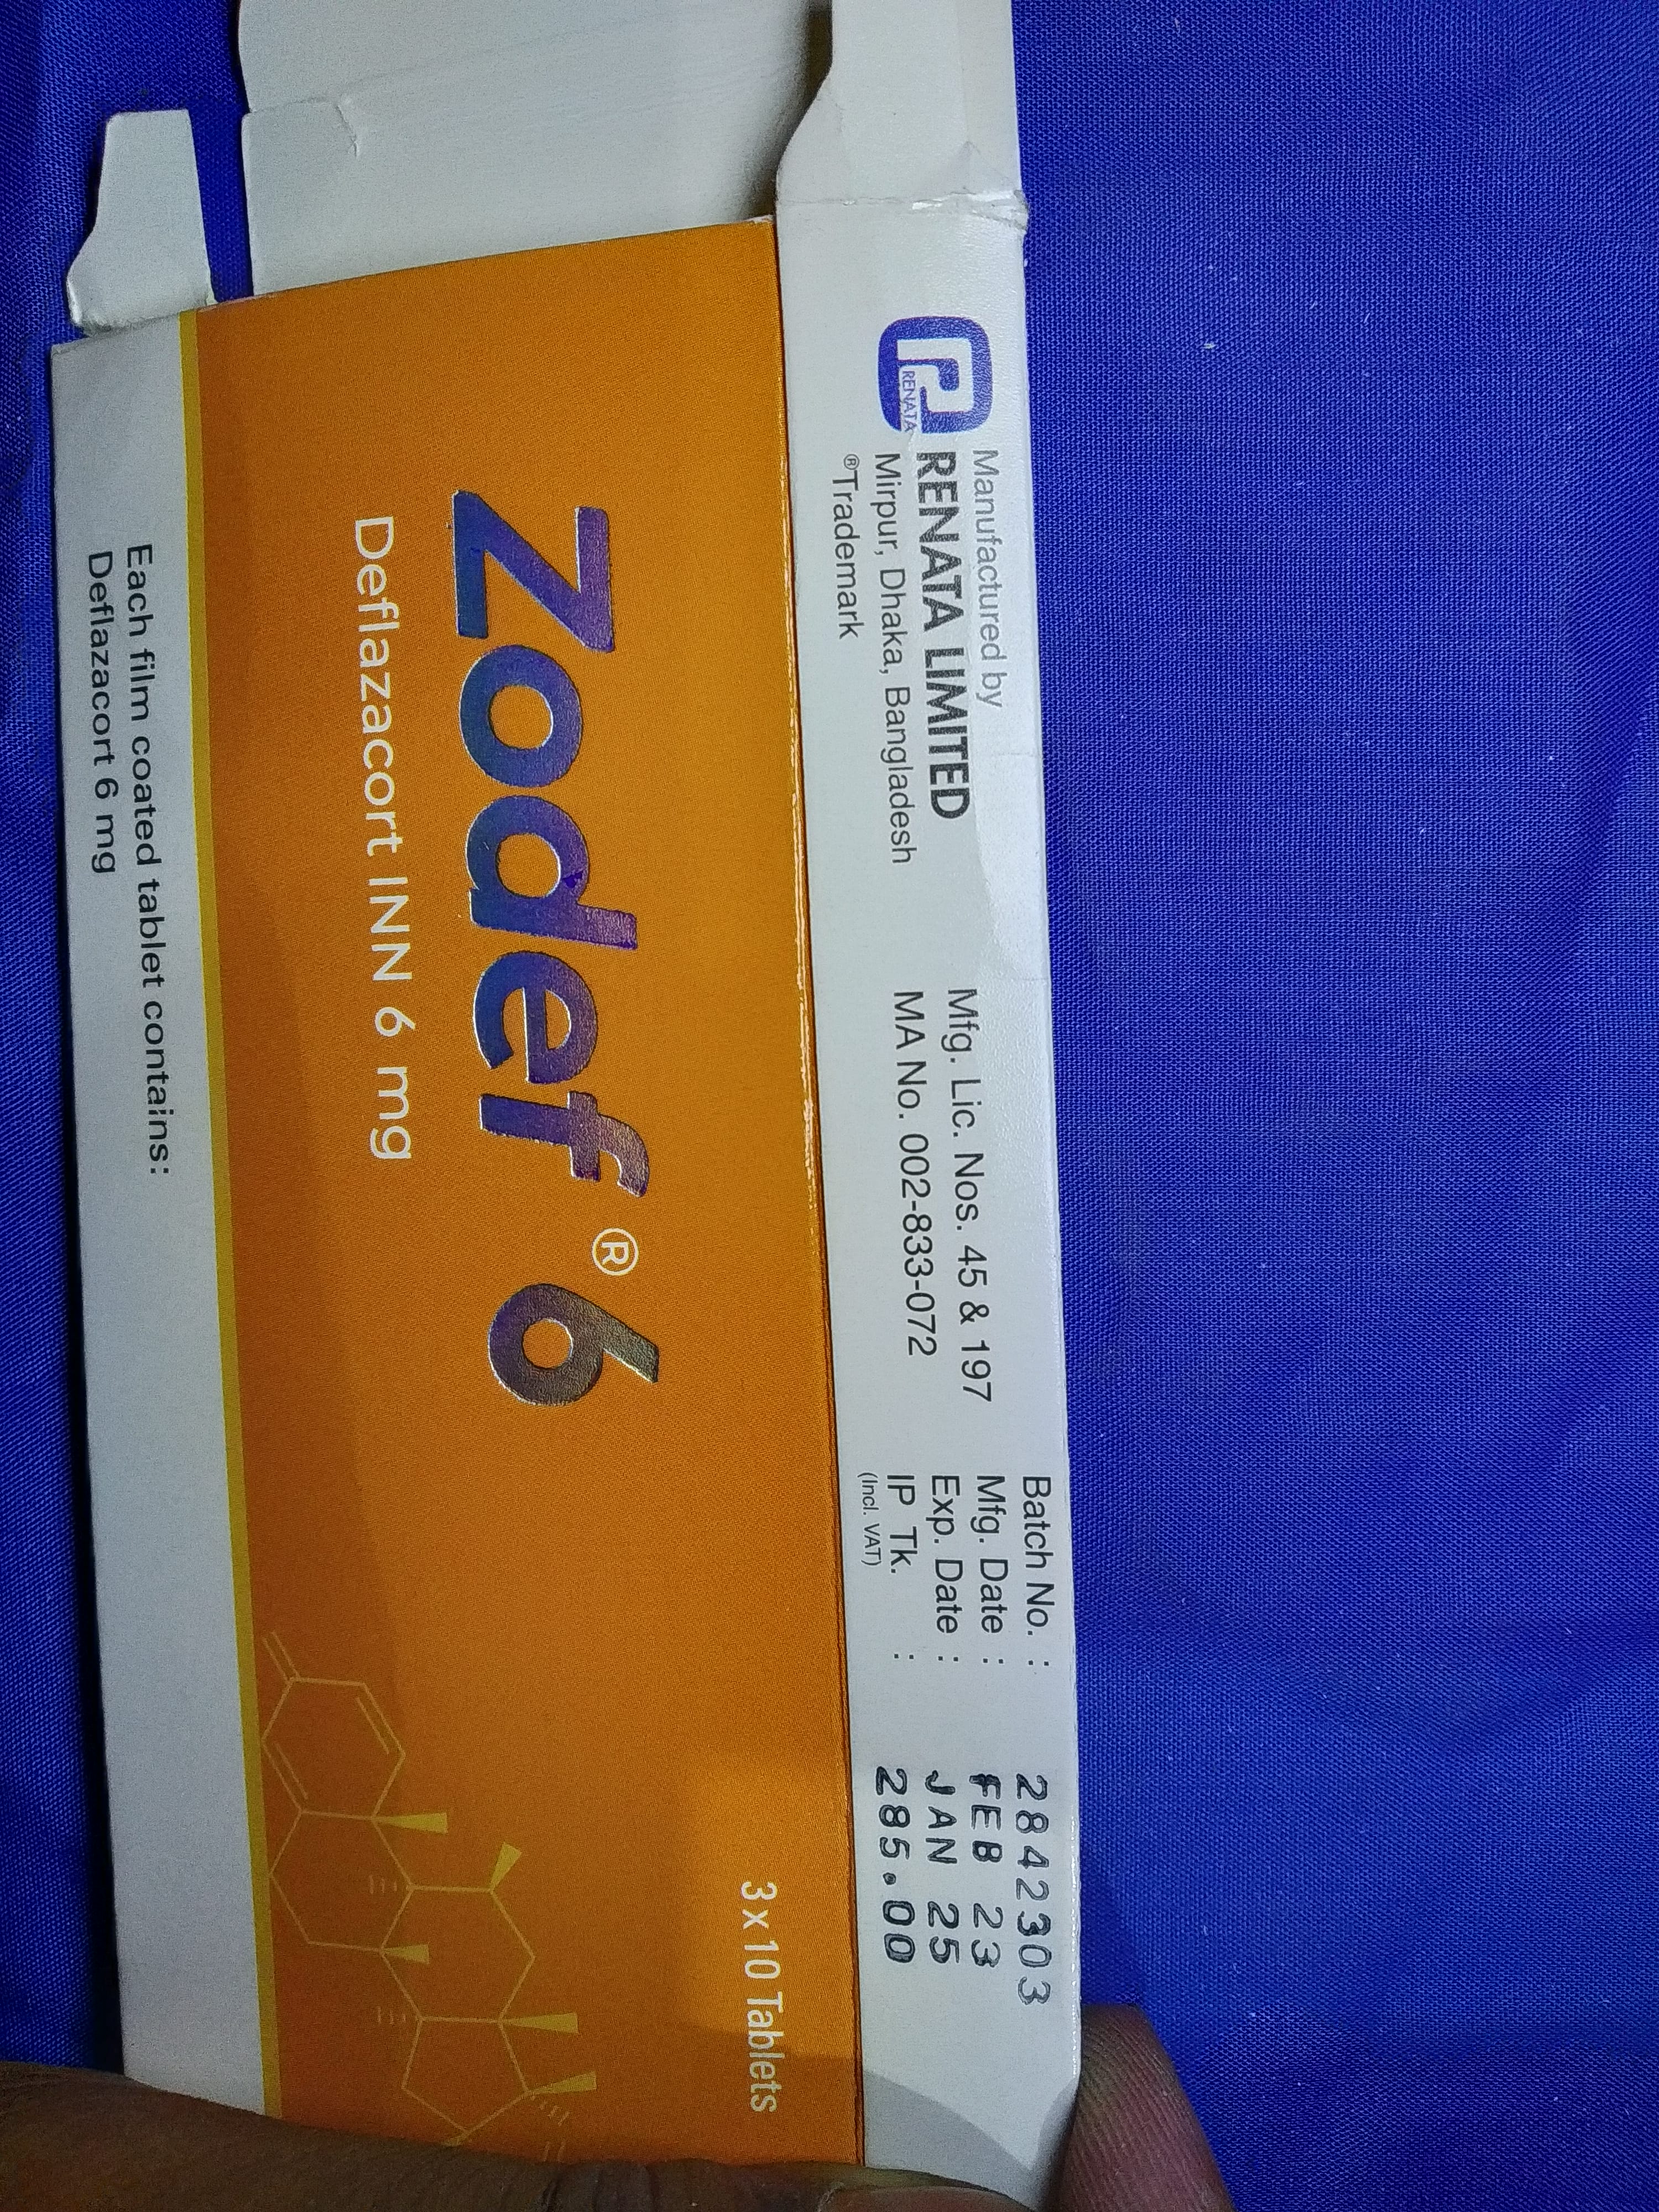 Manufactured by
RENATA LIMITED
Mirpur, Dhaka, Bangladesh
®Trademark
RENATA
Mfg. Lic. Nos. 45 & 197
MA No. 002-833-072
Batch No. : 2842303
Mfg. Date : FEB 23
Exp. Date : JAN 25
IP Tk. : 285.00
(Incl. VAT)
3 x 10 Tablets
Zodef ® 6
Deflazacort INN 6 mg
Each film coated tablet contains:
Deflazacort 6 mg